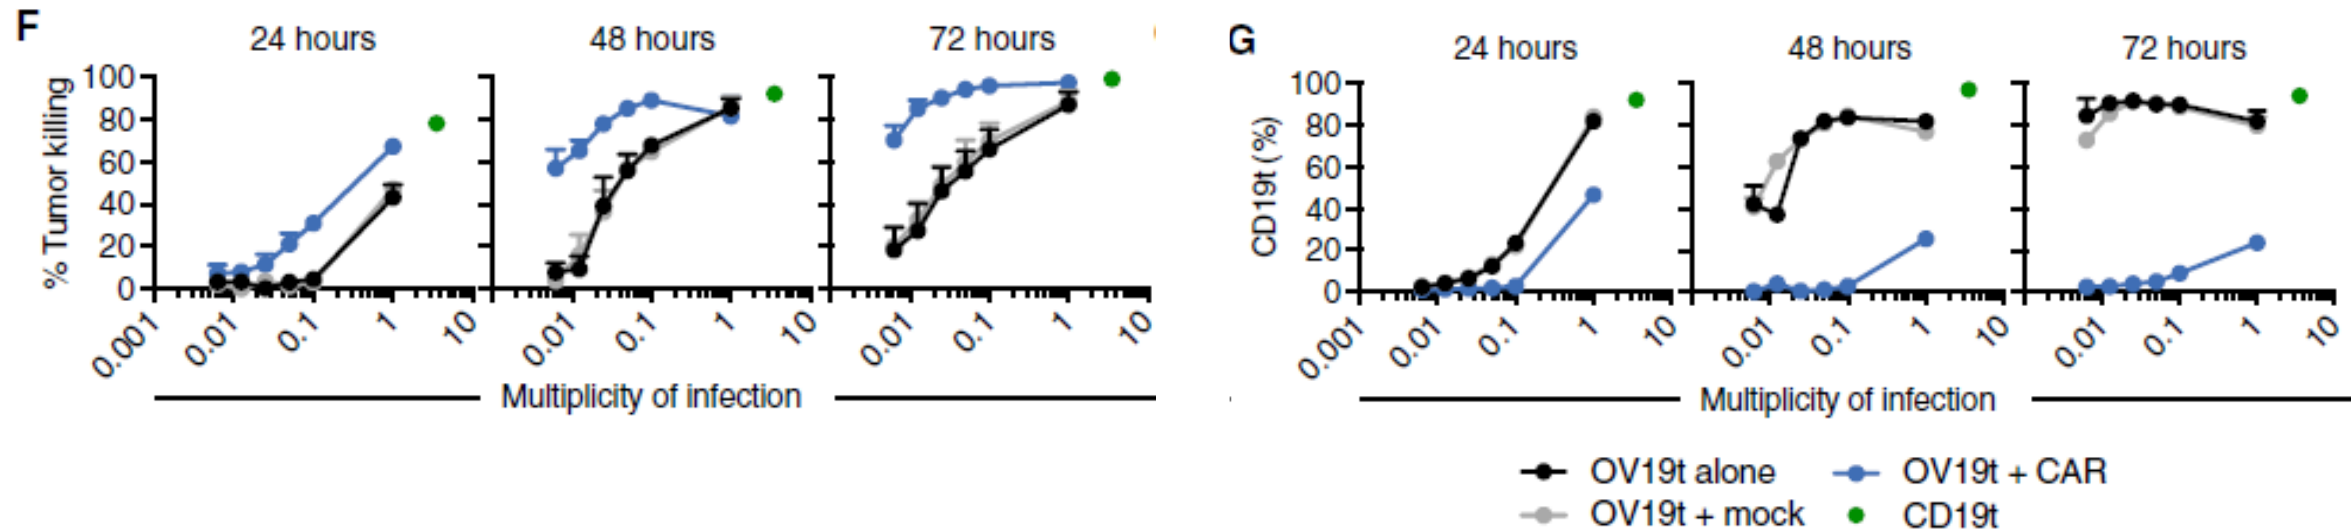 F
24 hours
48 hours
72 hours
% Tumor killing
100
80
60
40
20
0
0.001
0.01
0.1
1
10
0.01
0.1
1
10
0.01
0.1
1
10
Multiplicity of infection
G
24 hours
48 hours
72 hours
CD19t (%)
100
80
60
40
20
0
0.001
0.01
0.1
1
10
0.01
0.1
1
10
0.01
0.1
1
10
Multiplicity of infection
OV19t alone
OV19t + CAR
OV19t + mock
CD19t